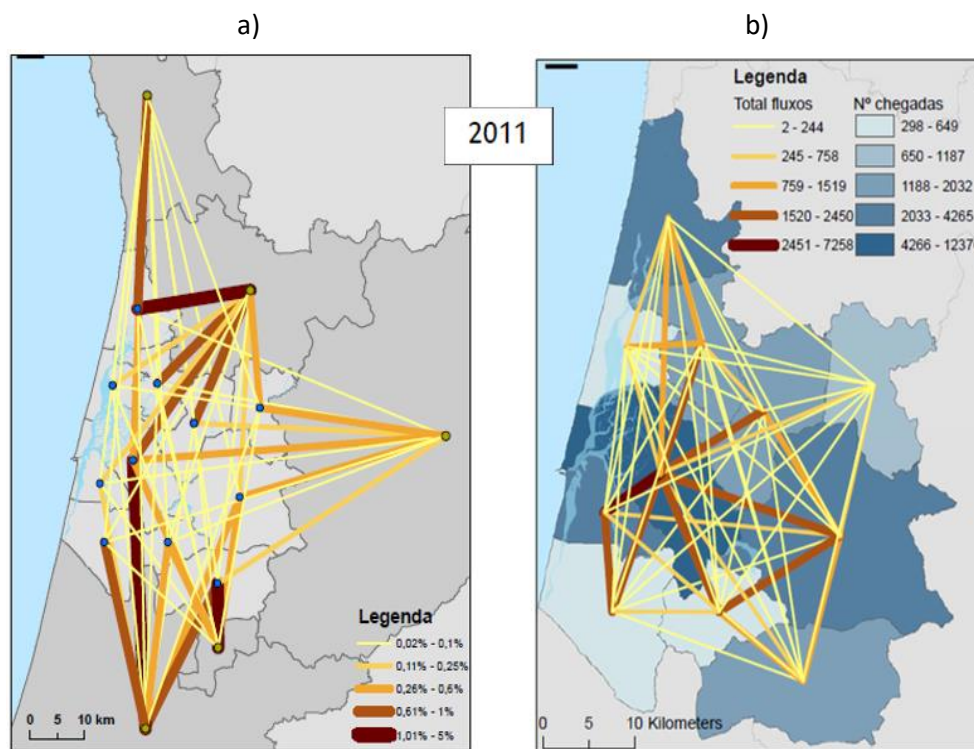 a)
b)
2011
Legenda
0,02% - 0,1%
0,11% - 0,25%
0,26% - 0,6%
0,61% - 1%
1,01% - 5%
0 5 10 km
Legenda
Total fluxos
2 - 244
245 - 758
759 - 1519
1520 - 2450
2451 - 7258
Nº chegadas
298 - 649
650 - 1187
1188 - 2032
2033 - 4265
4266 - 1237
0 5 10 Kilometers